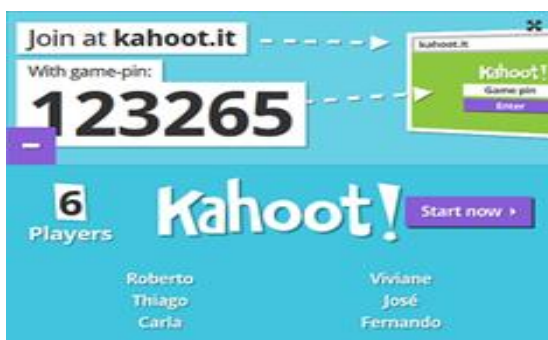 Join at kahoot.it
With game-pin:
123265
kahoot.it
Kahoot!
Game pin
Enter
6
Players
Kahoot!
Start now
Roberto
Viviane
Thiago
José
Carla
Fernando